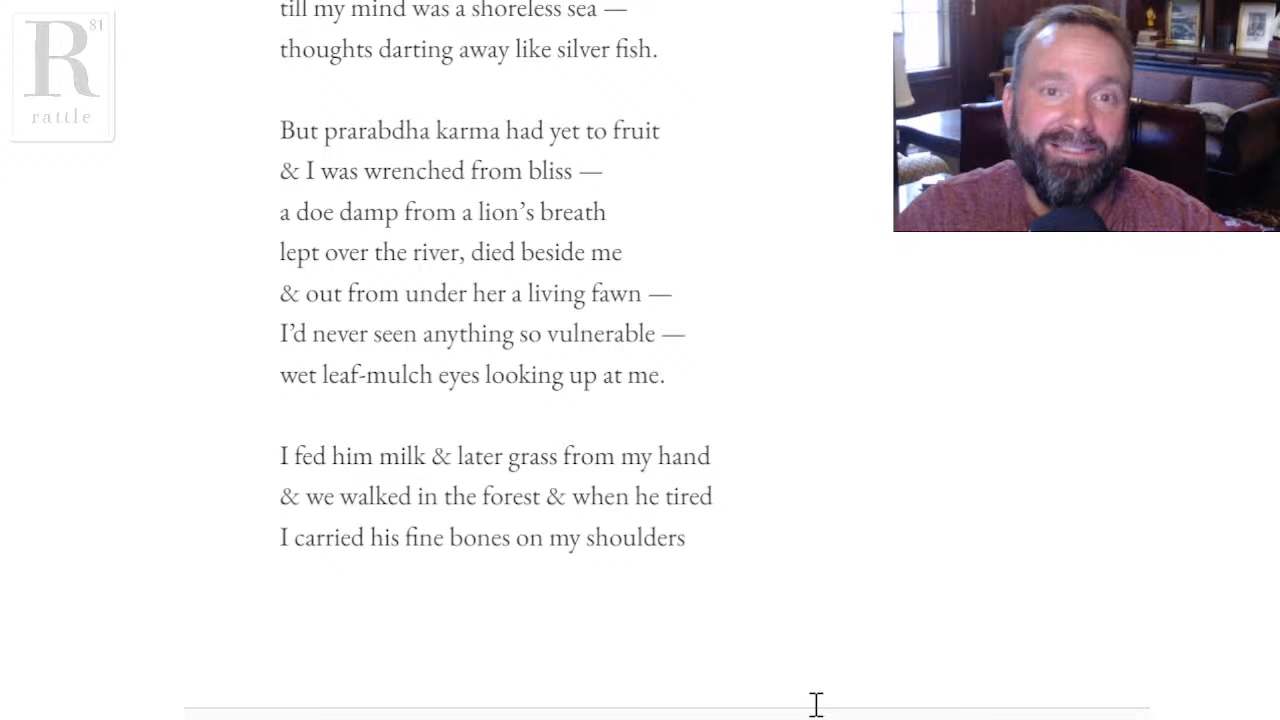 R 81
rattle
till my mind was a shoreless sea —
thoughts darting away like silver fish.
But prarabdha karma had yet to fruit
& I was wrenched from bliss —
a doe damp from a lion’s breath
lept over the river, died beside me
& out from under her a living fawn —
I’d never seen anything so vulnerable —
wet leaf-mulch eyes looking up at me.
I fed him milk & later grass from my hand
& we walked in the forest & when he tired
I carried his fine bones on my shoulders